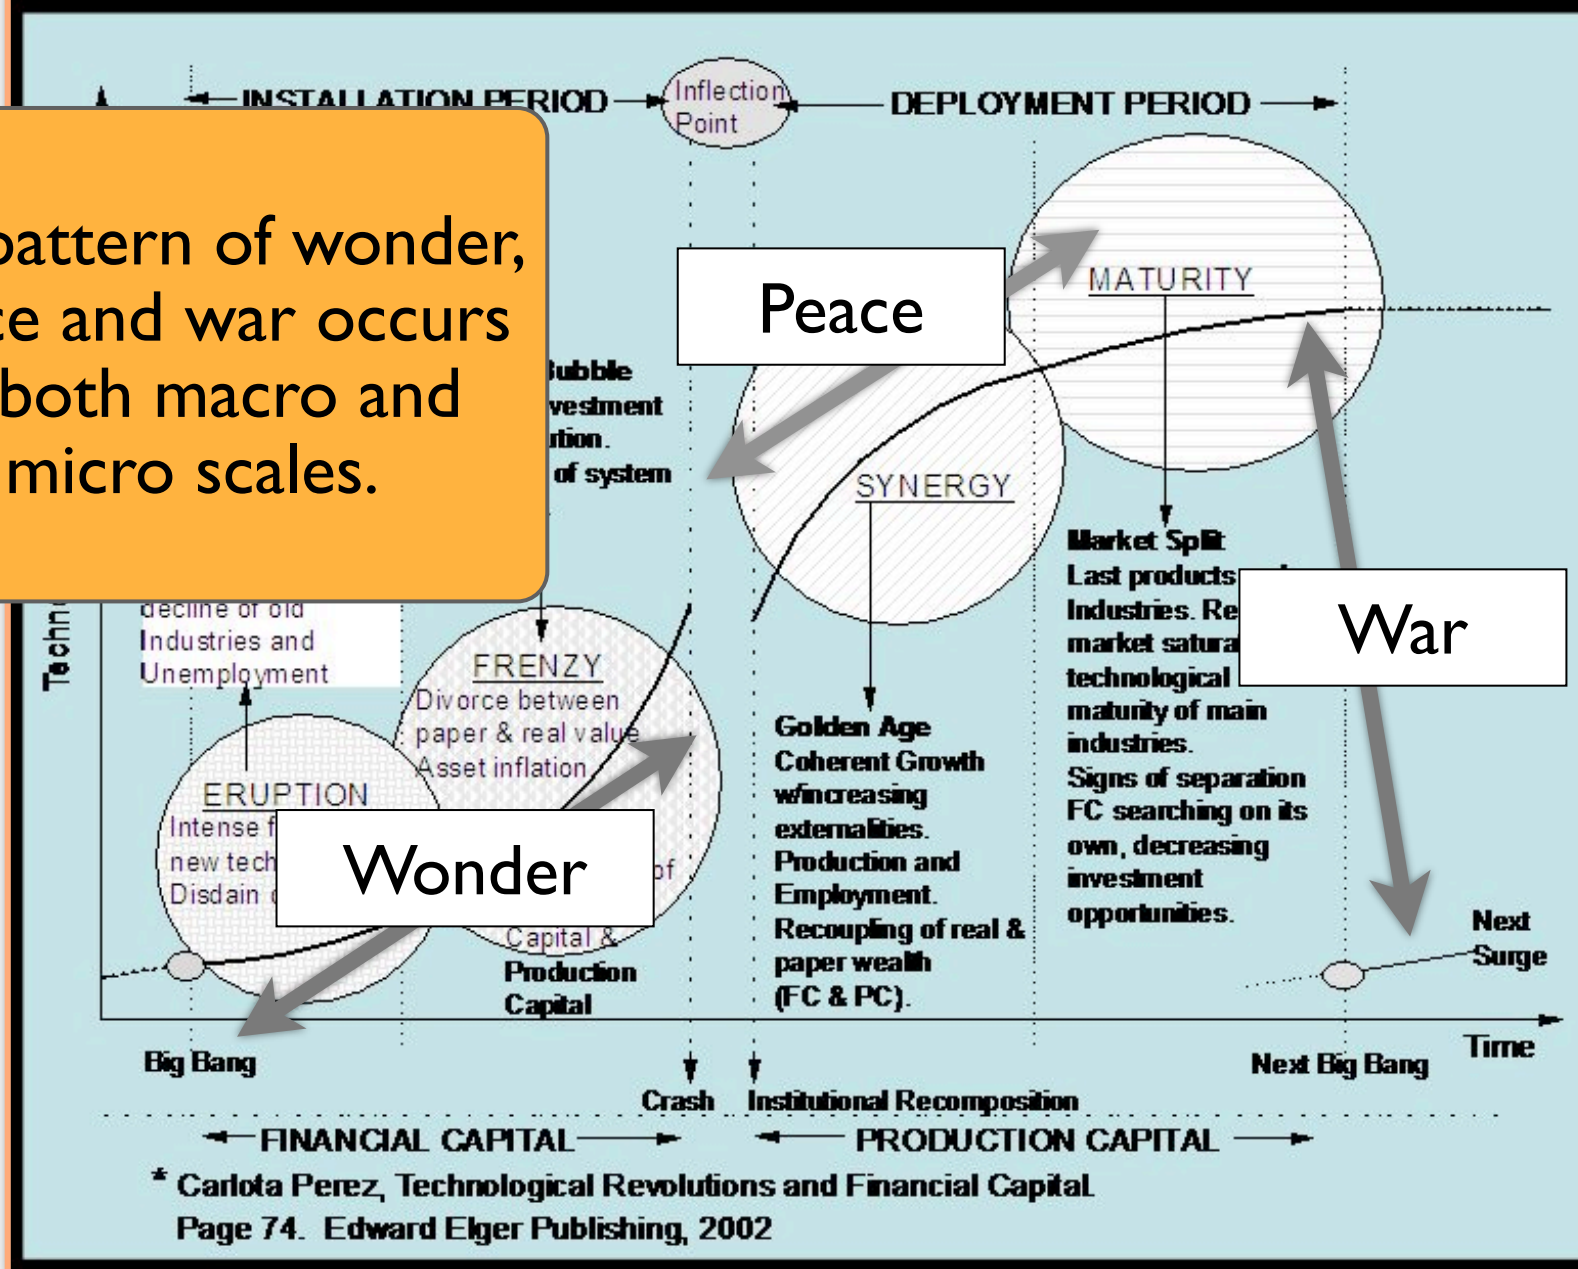 INSTALLATION PERIOD
Inflection
Point
DEPLOYMENT PERIOD
pattern of wonder,
and war occurs
both macro and
micro scales.
Peace
MATURITY
Bubble
of system
SYNERGY
Market Split
Last products
Industries.
market
technological
maturity of main
industries.
Signs of separation
FC searching on its
own, decreasing
investment
opportunities.
War
decline of old
Industries and
Unemployment
FRENZY
Divorce between
paper & real value
Asset inflation
Golden Age
Coherent Growth
w/increasing
externalities.
Production and
Employment.
Recoupling of real &
paper wealth
(FC & PC).
ERUPTION
Intense
new
Disdain
of
Wonder
Capital &
Production
Capital
Next
Surge
Big Bang
Next Big Bang
Time
Crash
Institutional Recomposition
FINANCIAL CAPITAL
PRODUCTION CAPITAL
* Carlota Perez, Technological Revolutions and Financial Capital.
Page 74. Edward Elger Publishing, 2002